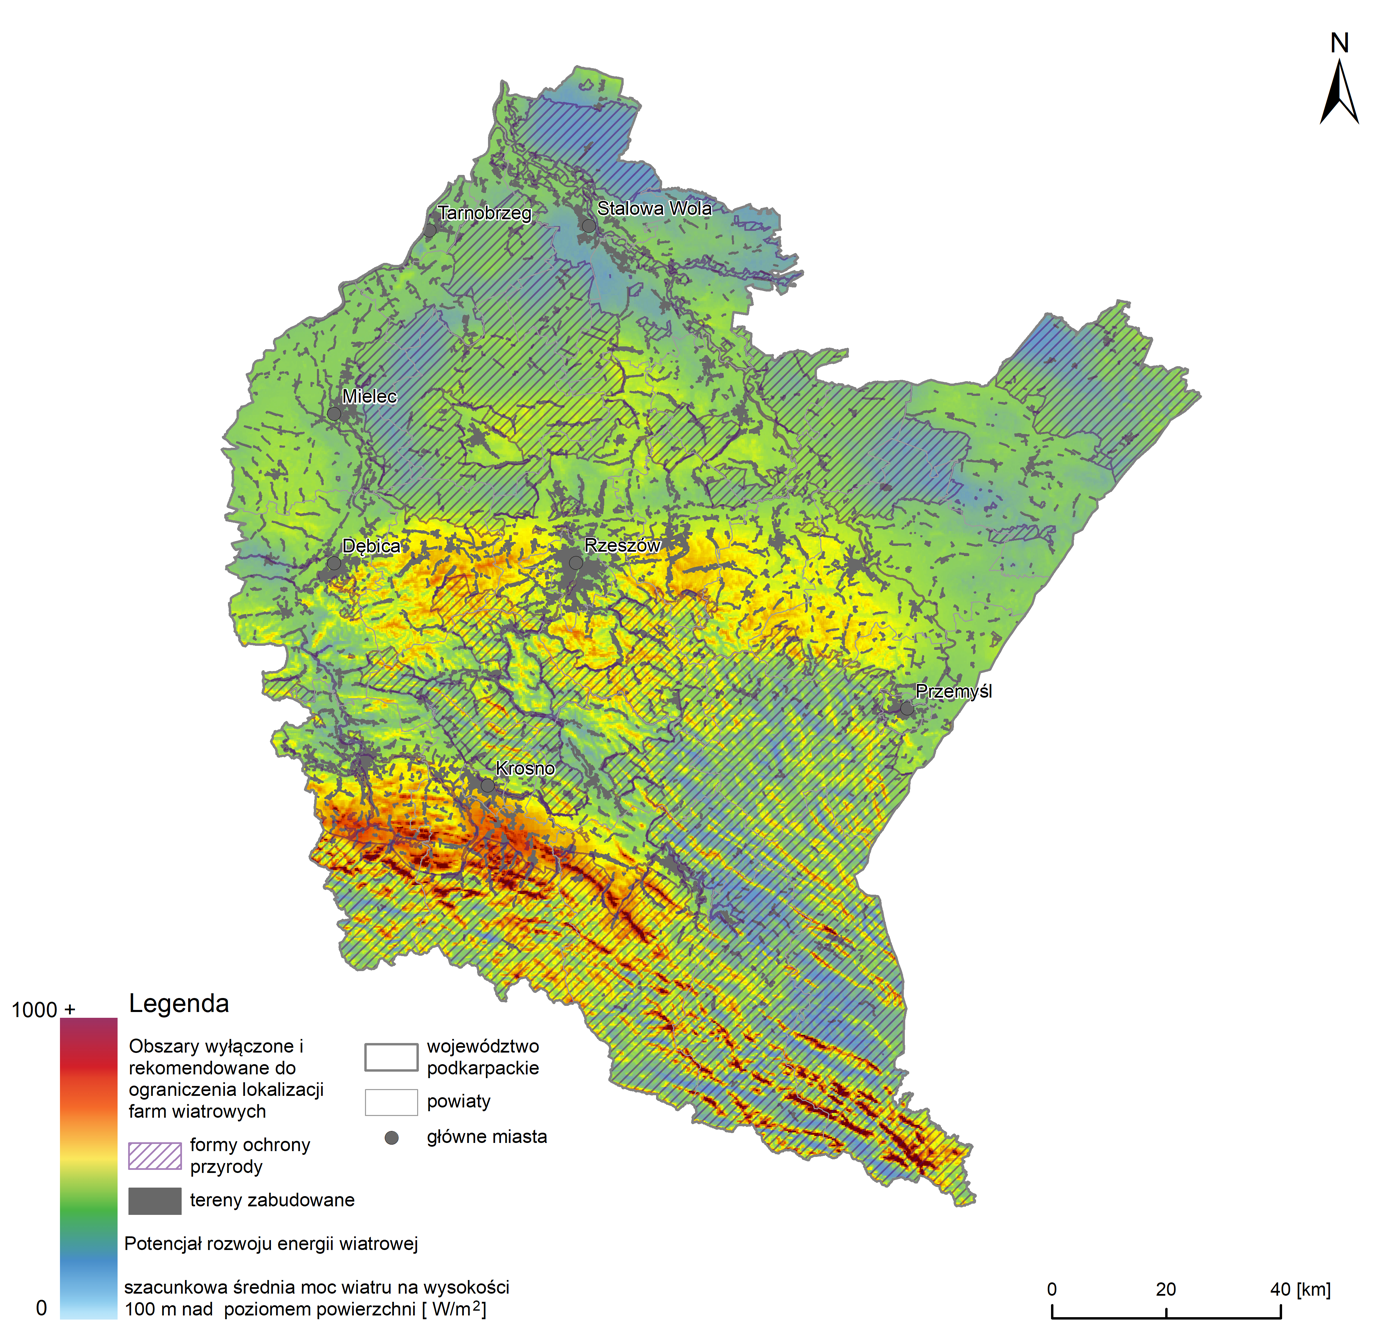 N
Tarnobrzeg
Stalowa Wola
Mielec
Dębica
Rzeszów
Przemyśl
Krosno
1000 +
0
Legenda
Obszary wyłączone i
rekomendowane do
ograniczenia lokalizacji
farm wiatrowych
formy ochrony
przyrody
tereny zabudowane
województwo
podkarpackie
powiaty
główne miasta
Potencjał rozwoju energii wiatrowej
szacunkowa średnia moc wiatru na wysokości
100 m nad poziomem powierzchni [ W/m²]
0 20 40 [km]